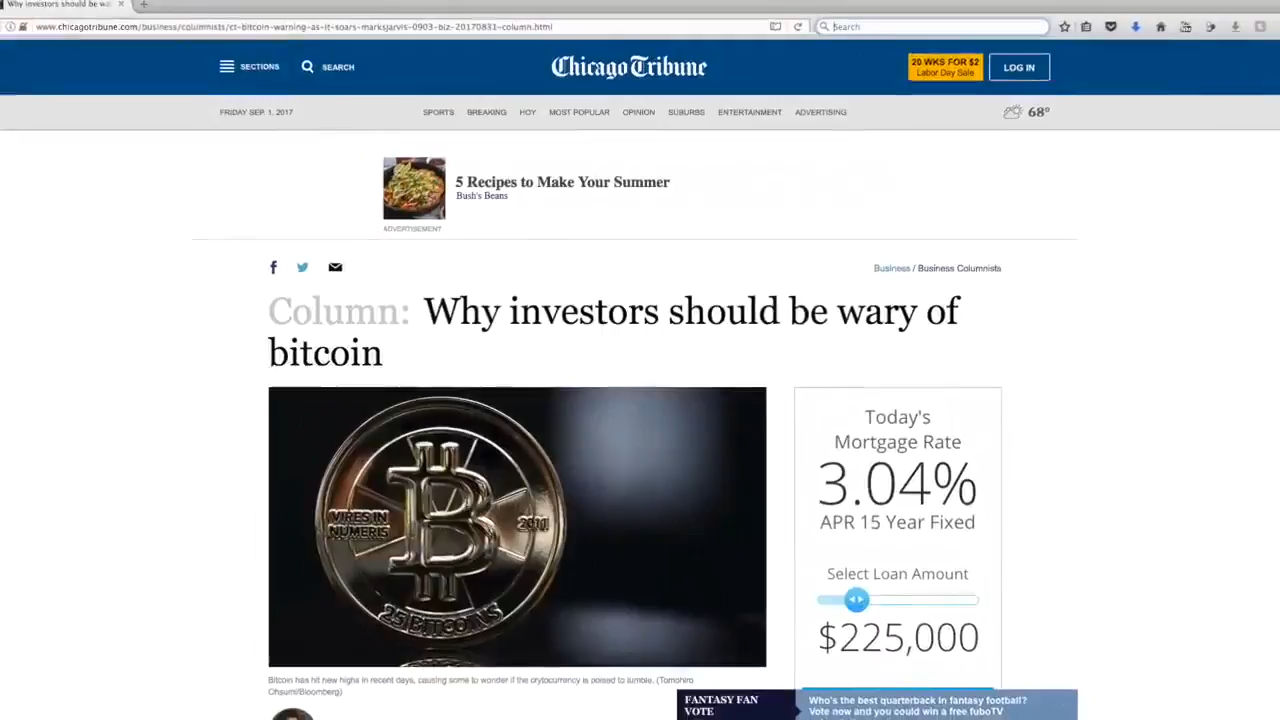 Why investors should be wa
www.chicagotribune.com/business/columnists/ct-bitcoin-warning-as-it-soars-marksjarvis-0903-biz-20170831-column.html
Search
SECTIONS
SEARCH
Chicago Tribune
20 WKS FOR $2
Labor Day Sale
LOG IN
FRIDAY SEP. 1, 2017
SPORTS BREAKING HOY MOST POPULAR OPINION SUBURBS ENTERTAINMENT ADVERTISING
68°
5 Recipes to Make Your Summer
Bush's Beans
ADVERTISEMENT
Business / Business Columnists
Column: Why investors should be wary of
bitcoin
VIRES IN
NUMERIS
2011
25 BITCOINS
Today's
Mortgage Rate
3.04%
APR 15 Year Fixed
Select Loan Amount
$225,000
Bitcoin has hit new highs in recent days, causing some to wonder if the crytocurrency is poised to tumble. (Tomohiro
Ohsumi/Bloomberg)
FANTASY FAN
VOTE
Who's the best quarterback in fantasy football?
Vote now and you could win a free fuboTV